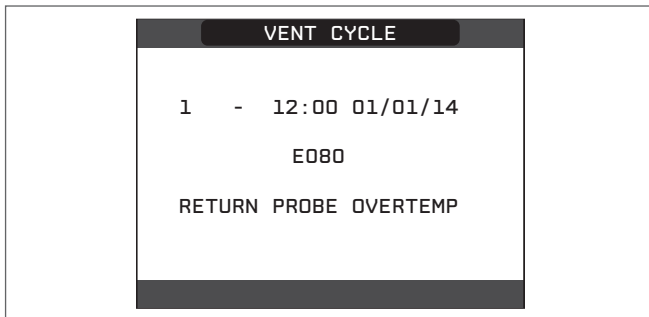 VENT CYCLE
1 - 12:00 01/01/14
E080
RETURN PROBE OVERTEMP